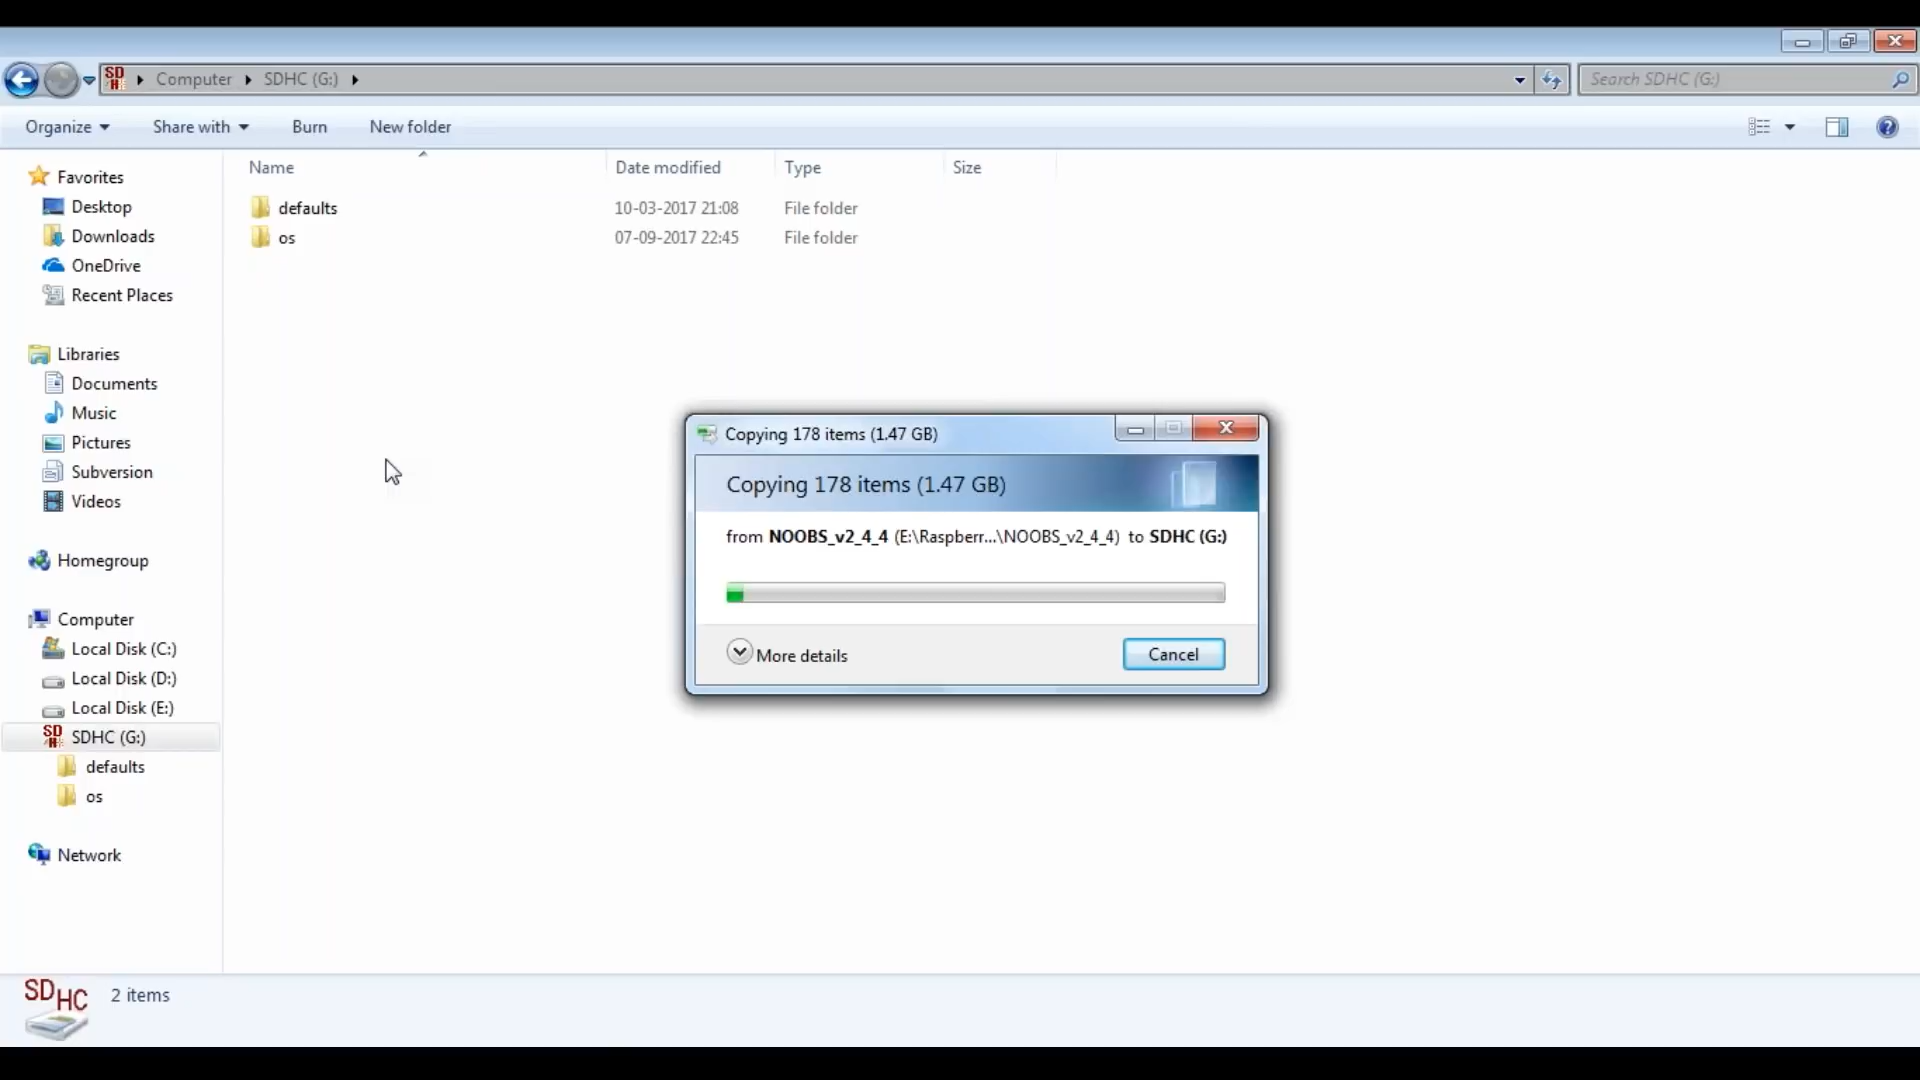 SD
Computer
SDHC (G:)
Search SDHC (G:)
Organize
Share with
Burn
New folder
Name
Date modified
Type
Size
defaults
10-03-2017 21:08
File folder
os
07-09-2017 22:45
File folder
Favorites
Desktop
Downloads
OneDrive
Recent Places
Libraries
Documents
Music
Pictures
Subversion
Videos
Homegroup
Computer
Local Disk (C:)
Local Disk (D:)
Local Disk (E:)
SD
SDHC (G:)
defaults
os
Network
Copying 178 items (1.47 GB)
Copying 178 items (1.47 GB)
from NOOBS_v2_4_4 (E:\Raspberr...\NOOBS_v2_4_4) to SDHC (G:)
More details
Cancel
SDHC
2 items